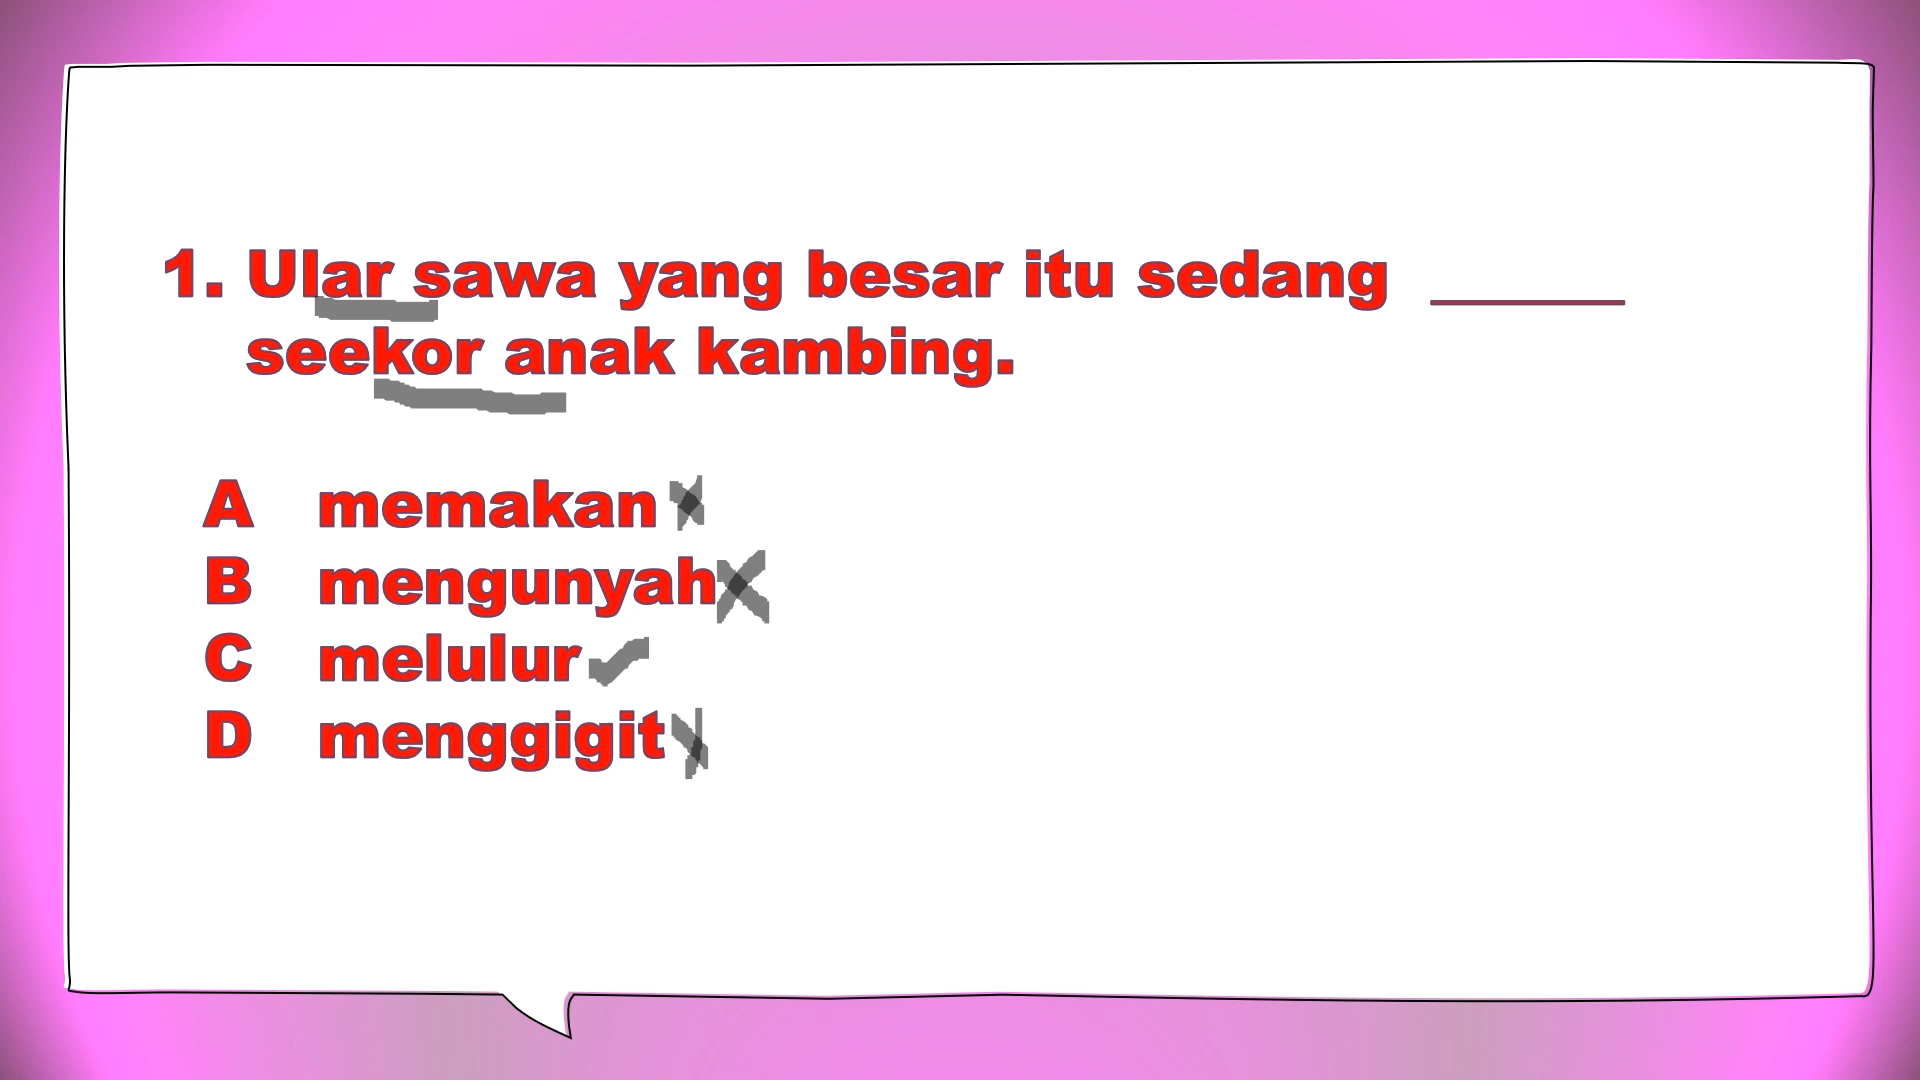 1. Ular sawa yang besar itu sedang ______
seekor anak kambing.
A memakan
B mengunyah
C melulur
D menggigit